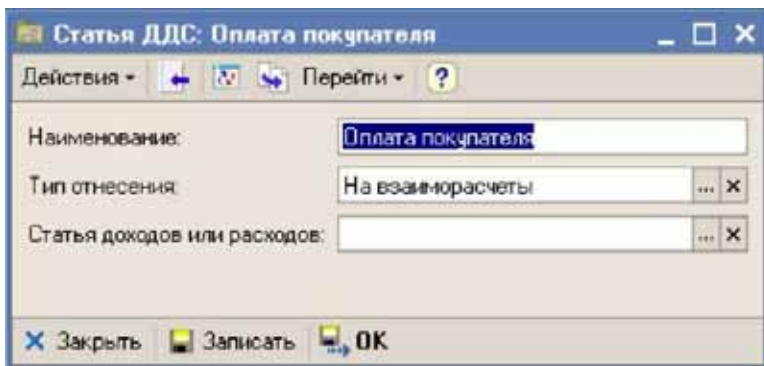 Статья ДДС: Оплата покупателя
Действия Перейти ?
Наименование: Оплата покупателя
Тип отнесения: На взаиморасчеты ... ×
Статья доходов или расходов: ... ×
Закрыть Записать OK